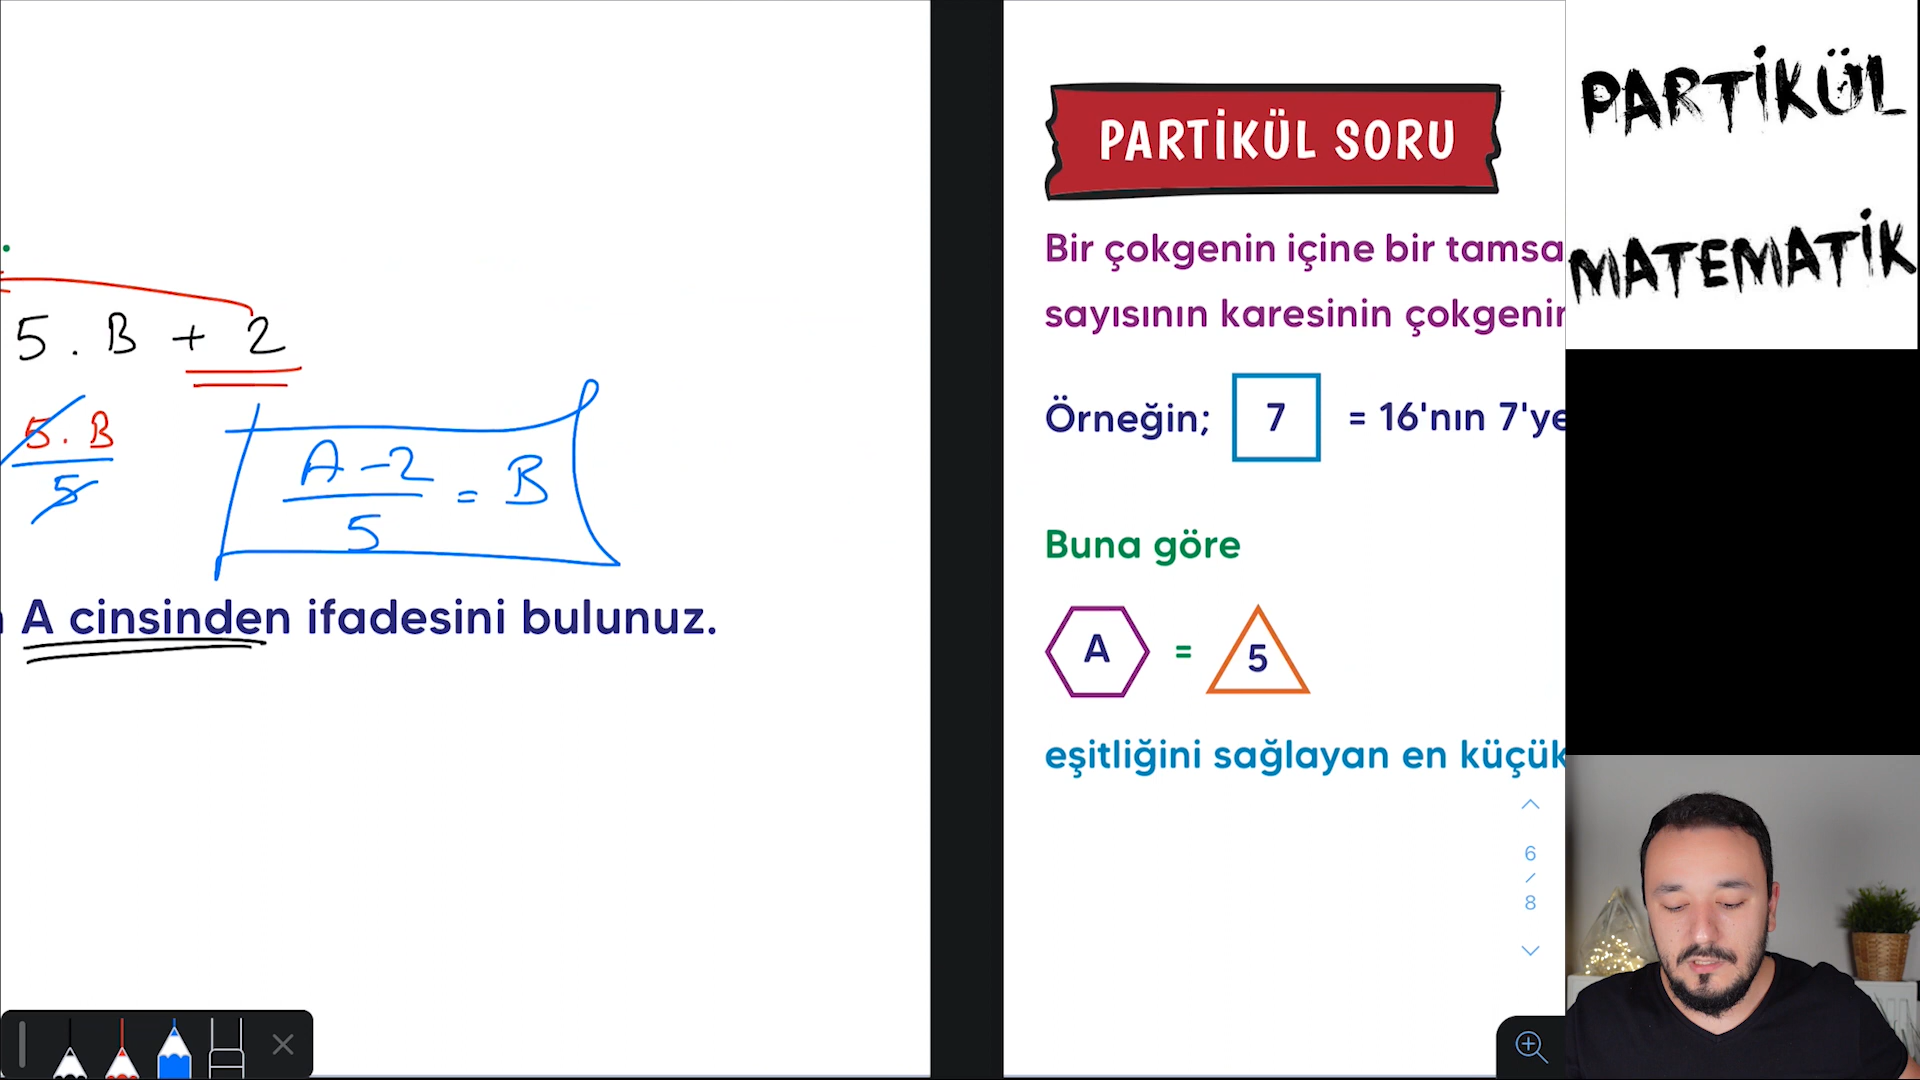 5 . B + 2
5 . B
5
A - 2
5
= B
A cinsinden ifadesini bulunuz.
PARTİKÜL SORU
Bir çokgenin içine bir tamsa
sayısının karesinin çokgenin
Örneğin; 7 = 16'nın 7'ye
Buna göre
A = 5
eşitliğini sağlayan en küçük
6
/
8
PARTİKÜL
MATEMATİK